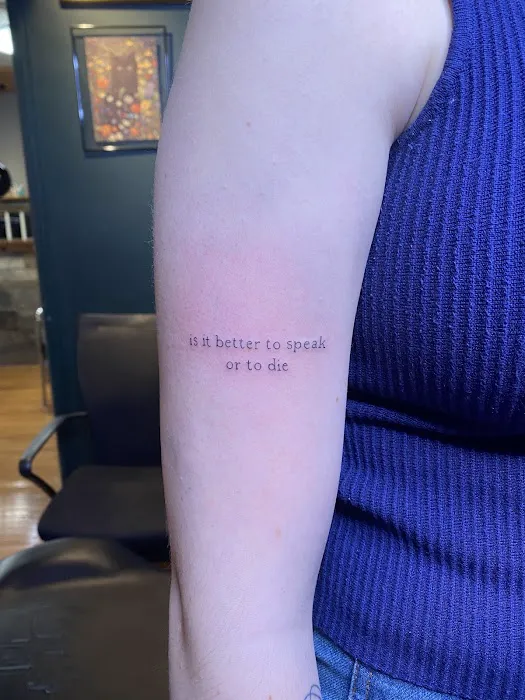 is it better to speak
or to die